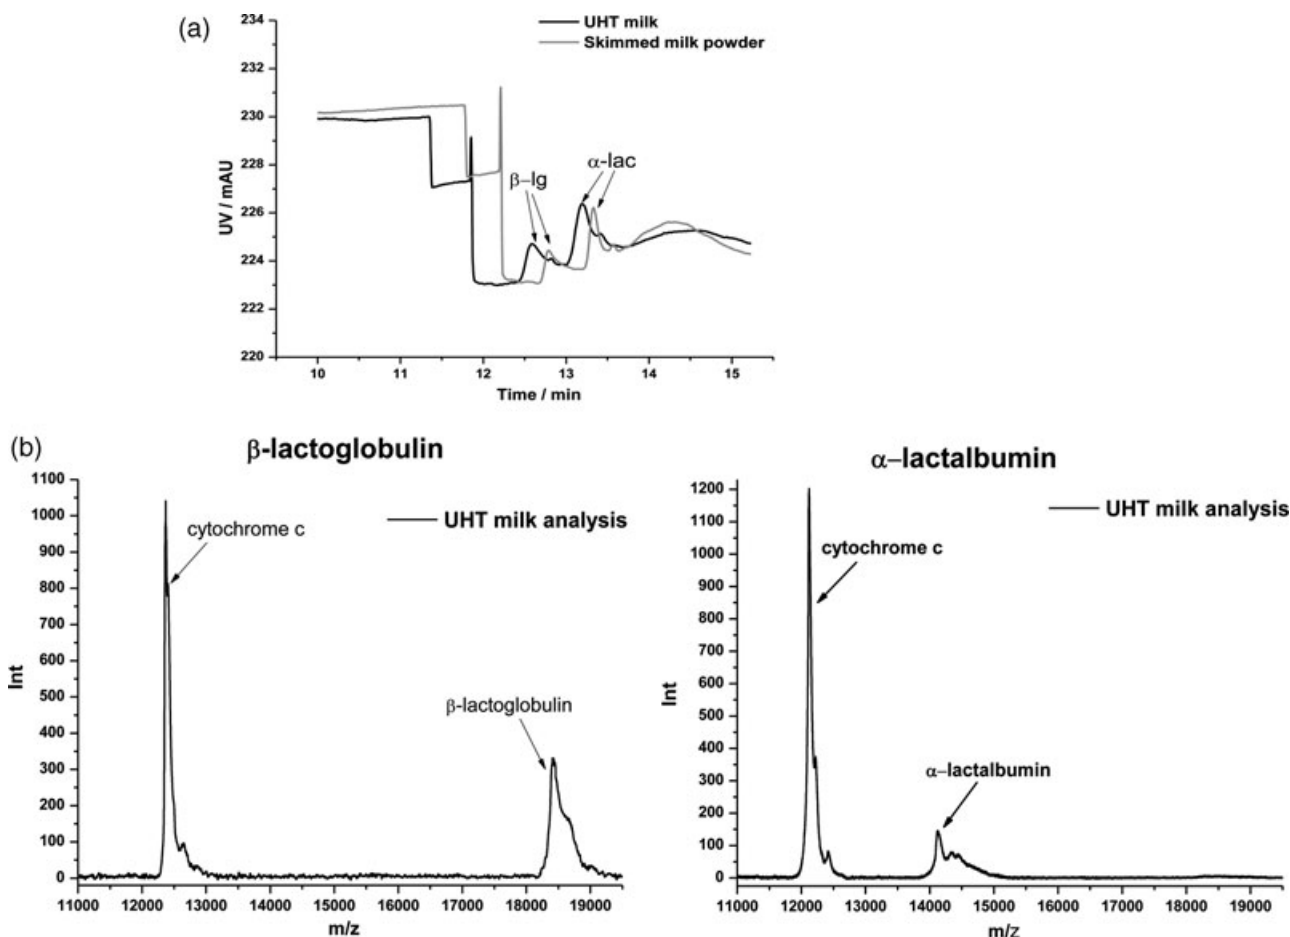 (a)
UHT milk
Skimmed milk powder
234
232
230
228
226
224
222
220
UV / mAU
β–lg
α-lac
10 11 12 13 14 15
Time / min
(b)
β-lactoglobulin
1100
1000
900
800
700
600
500
400
300
200
100
0
Int
UHT milk analysis
cytochrome c
β-lactoglobulin
11000 12000 13000 14000 15000 16000 17000 18000 19000
m/z
α–lactalbumin
1200
1100
1000
900
800
700
600
500
400
300
200
100
0
Int
UHT milk analysis
cytochrome c
α–lactalbumin
11000 12000 13000 14000 15000 16000 17000 18000 19000
m/z